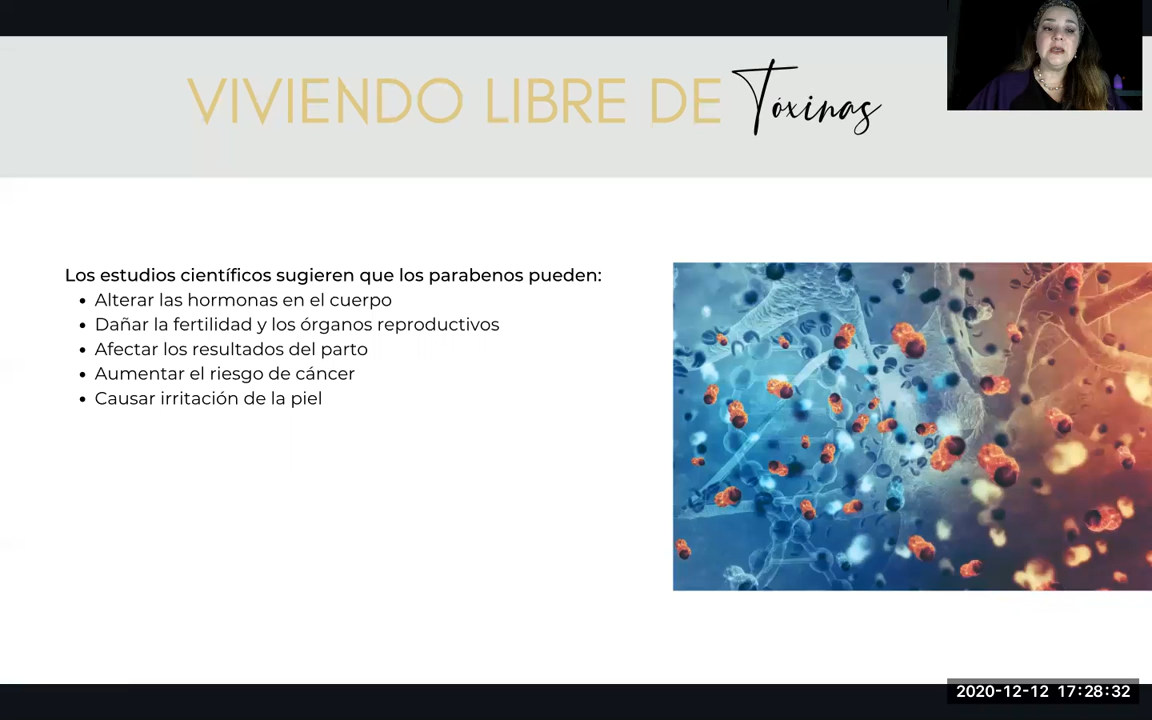 VIVIENDO LIBRE DE Tóxinas
Los estudios científicos sugieren que los parabenos pueden:
• Alterar las hormonas en el cuerpo
• Dañar la fertilidad y los órganos reproductivos
• Afectar los resultados del parto
• Aumentar el riesgo de cáncer
• Causar irritación de la piel
2020-12-12 17:28:32